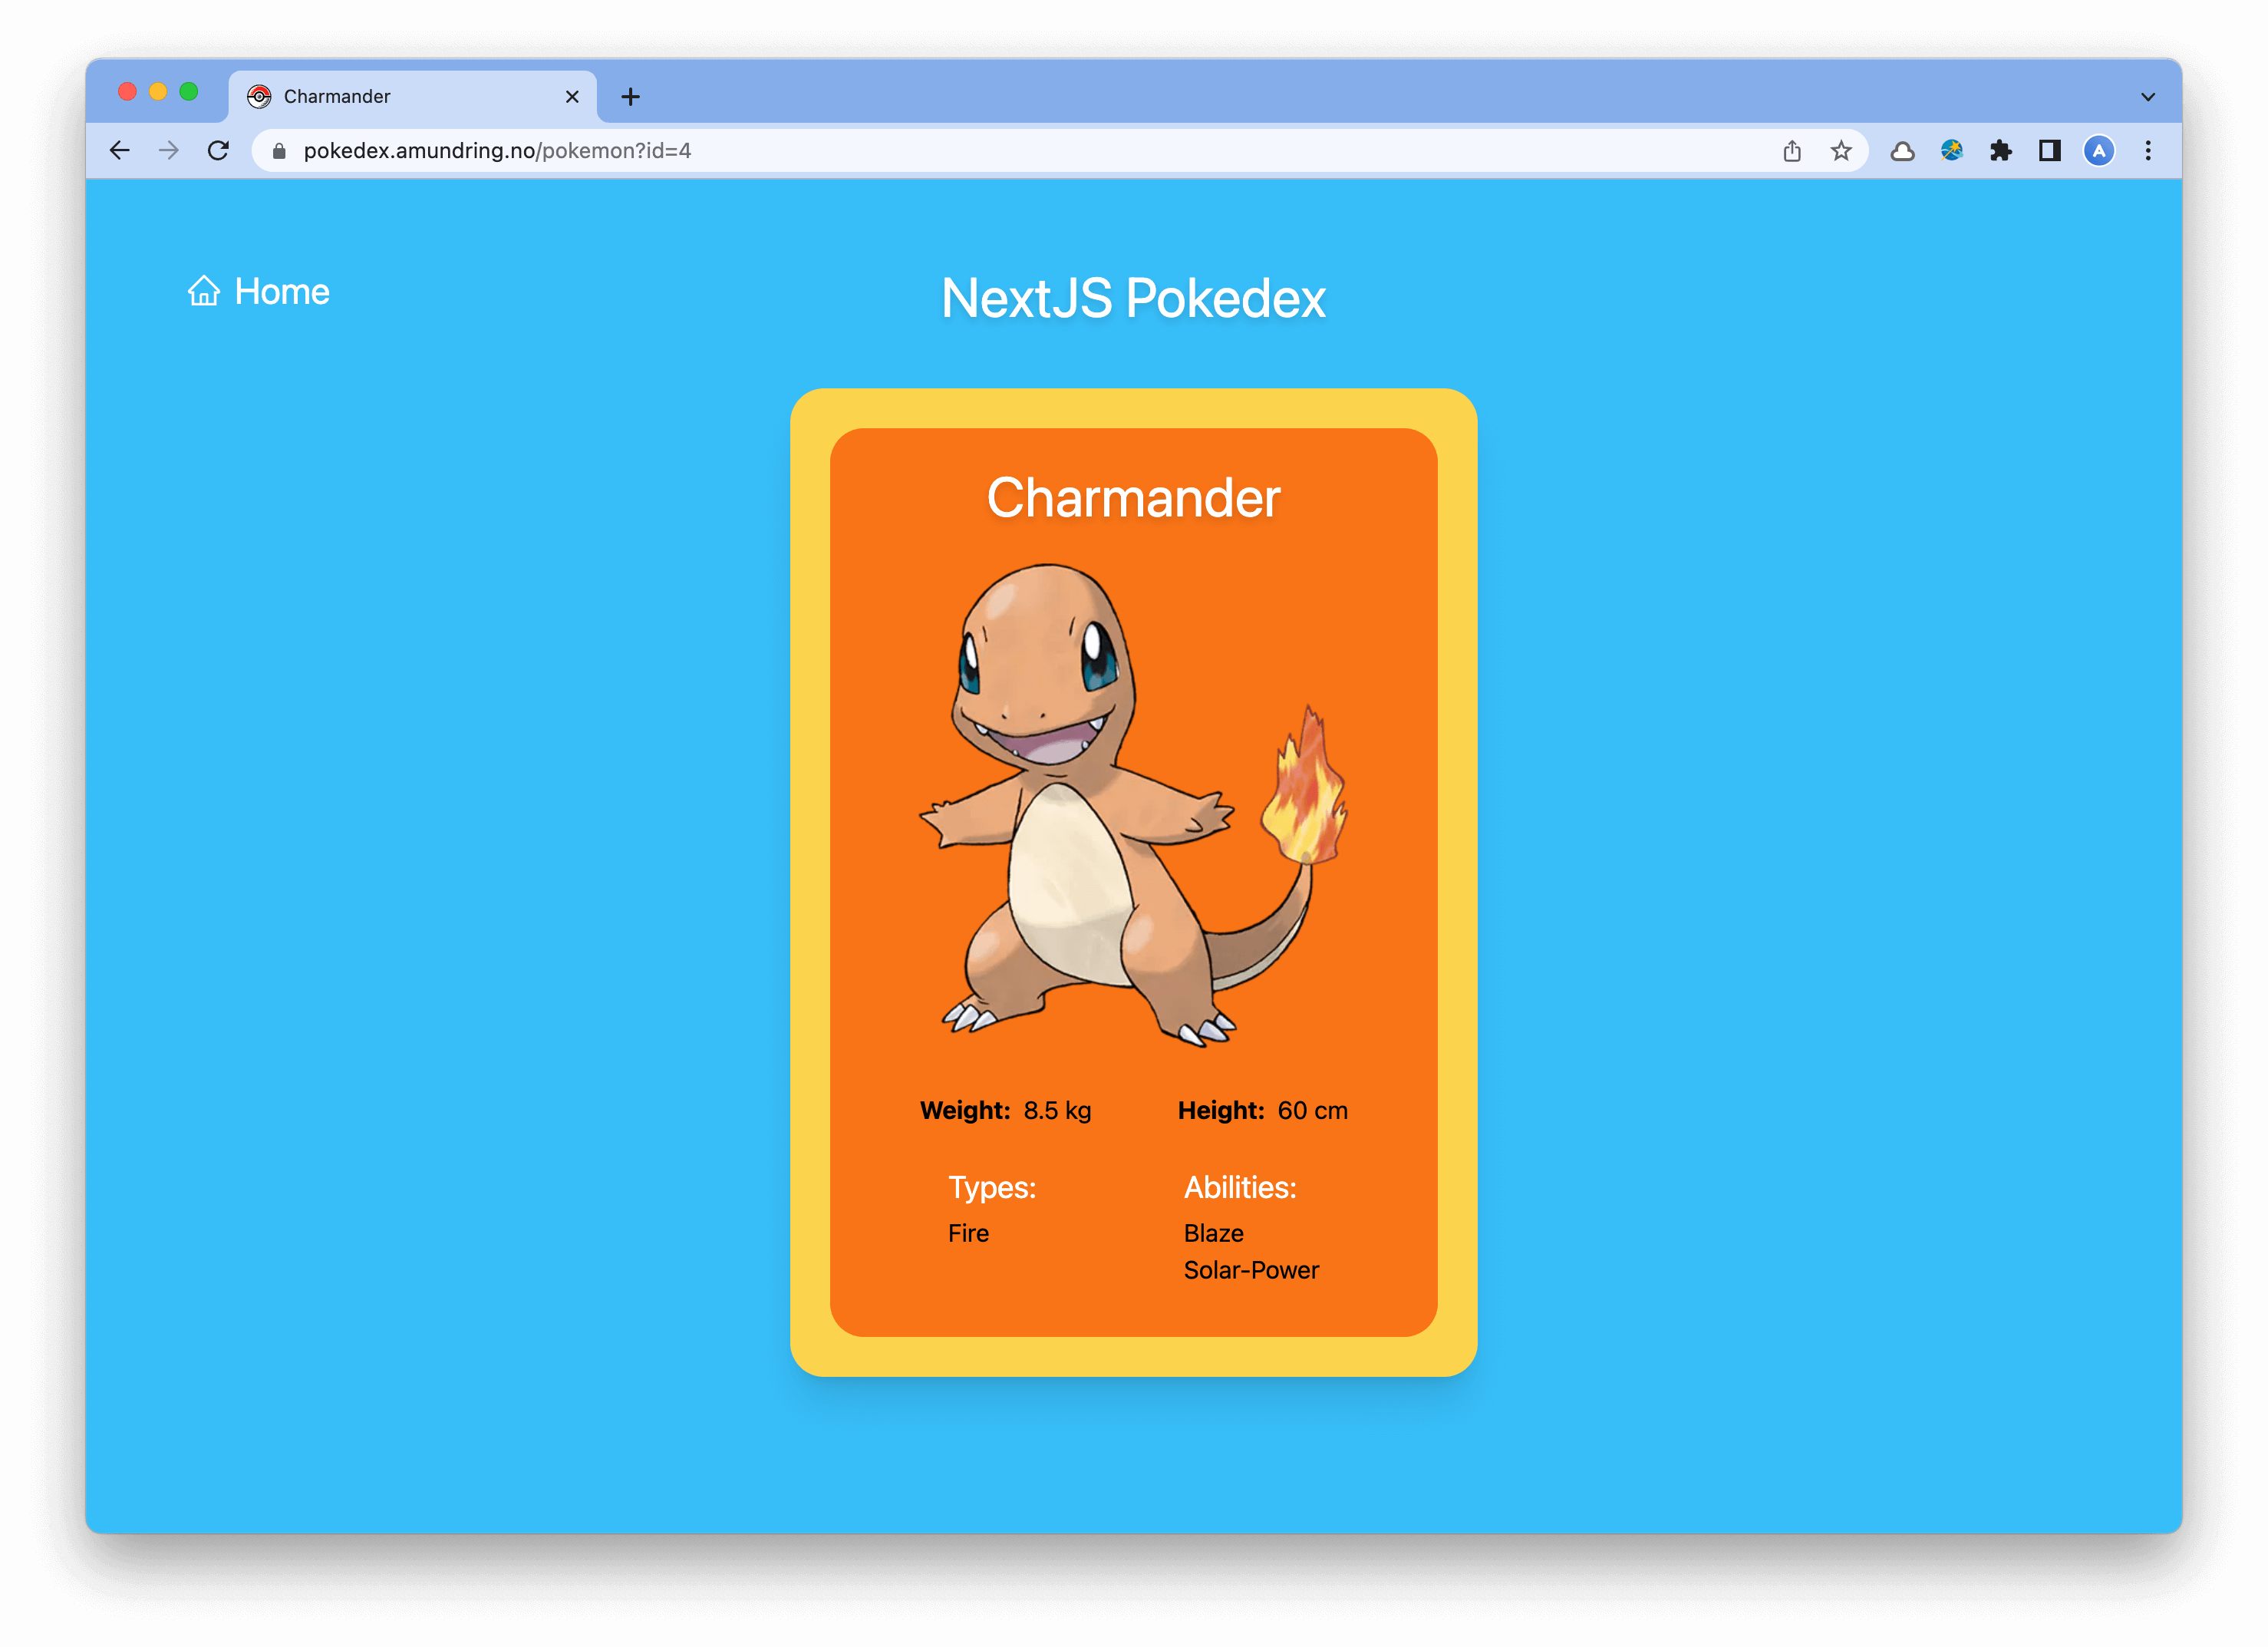 Charmander
pokedex.amundring.no/pokemon?id=4
A
Home
NextJS Pokedex
Charmander
Weight: 8.5 kg
Height: 60 cm
Types:
Fire
Abilities:
Blaze
Solar-Power